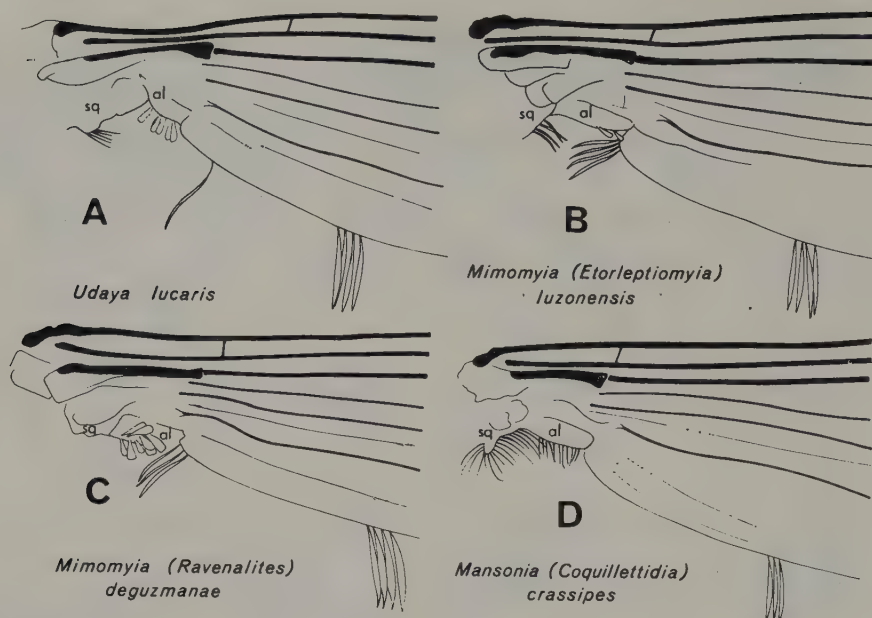 sq
al
A
Udaya lucaris
sq
al
B
Mimomyia (Etorleptiomyia)
luzonensis
sq
al
C
Mimomyia (Ravenalites)
deguzmanae
sq
al
D
Mansonia (Coquillettidia)
crassipes